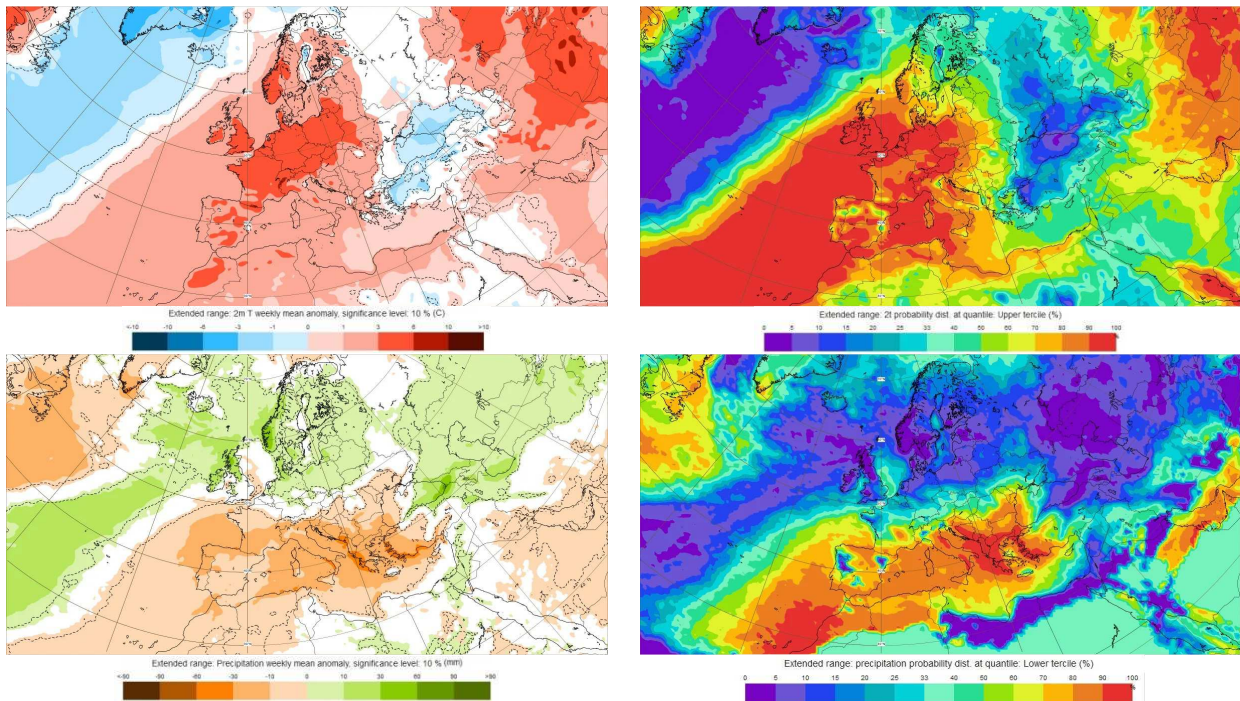 Extended range: 2m T weekly mean anomaly, significance level: 10 % (C)
<-10 -10 -6 -3 -1 0 1 3 6 10 >10
Extended range: 2t probability dist. at quantile: Upper tercile (%)
0 5 10 15 20 25 33 40 50 60 70 80 90 100
%
Extended range: Precipitation weekly mean anomaly, significance level: 10 % (mm)
<-90 -90 -60 -30 -10 0 10 30 60 90 >90
Extended range: precipitation probability dist. at quantile: Lower tercile (%)
0 5 10 15 20 25 33 40 50 60 70 80 90 100
%